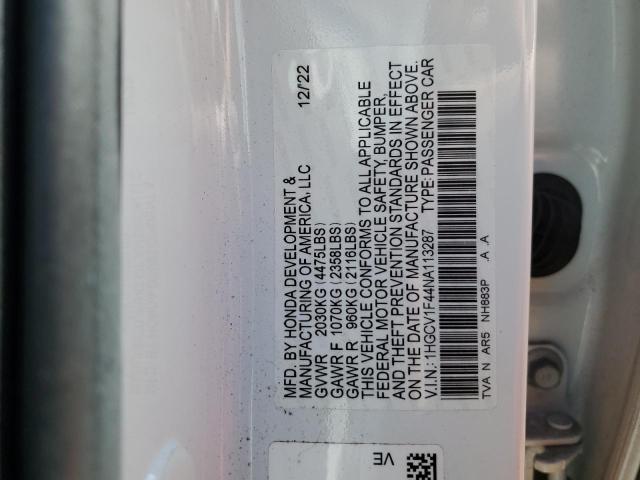 MFD. BY HONDA DEVELOPMENT & 12/22
MANUFACTURING OF AMERICA, LLC
GVWR 2030KG (4475LBS)
GAWR F 1070KG (2358LBS)
GAWR R 960KG (2116LBS)
THIS VEHICLE CONFORMS TO ALL APPLICABLE
FEDERAL MOTOR VEHICLE SAFETY, BUMPER,
AND THEFT PREVENTION STANDARDS IN EFFECT
ON THE DATE OF MANUFACTURE SHOWN ABOVE.
V.I.N.: 1HGCV1F44NA113287 TYPE: PASSENGER CAR
TVA N AR5 NH883P A .A
VE